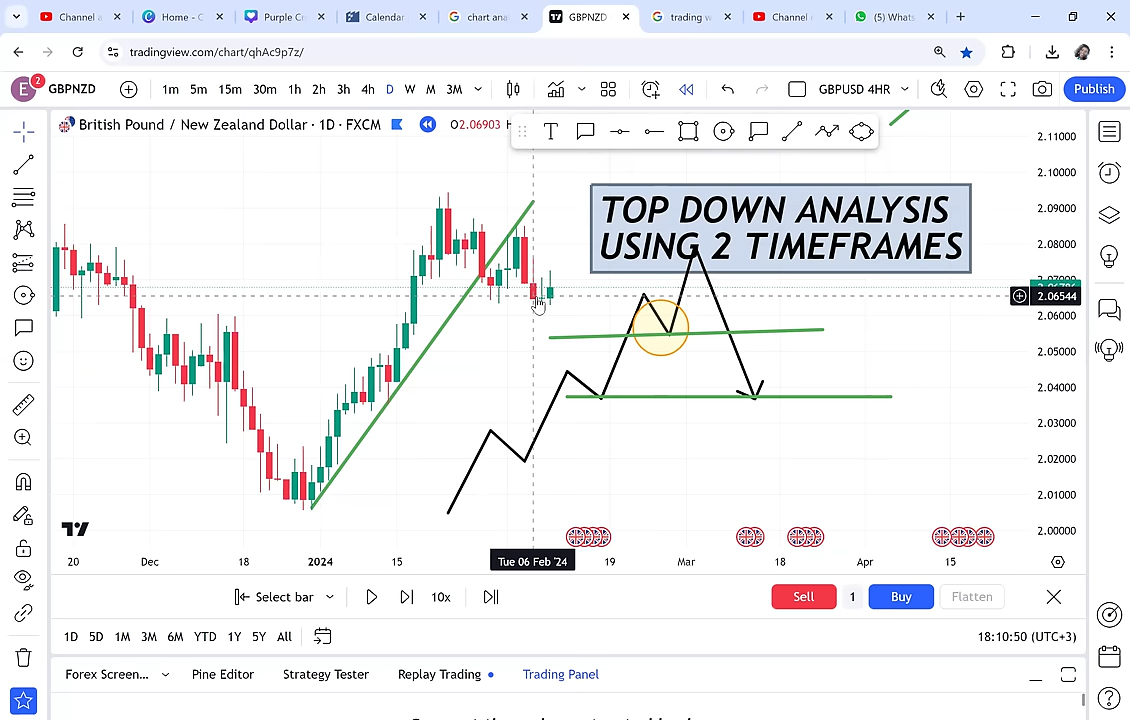 Channel a
Home - C
Purple Cr
Calendar
chart ana
GBPNZD
trading w
Channel
(5) Whats
tradingview.com/chart/qhAc9p7z/
E 2 GBPNZD 1m 5m 15m 30m 1h 2h 3h 4h D W M 3M GBPUSD 4HR Publish
British Pound / New Zealand Dollar · 1D · FXCM O2.06903 H
T
TOP DOWN ANALYSIS
USING 2 TIMEFRAMES
2.11000
2.10000
2.09000
2.08000
2.06544
2.06000
2.05000
2.04000
2.03000
2.02000
2.01000
2.00000
20 Dec 18 2024 15 Tue 06 Feb '24 19 Mar 18 Apr 15
Select bar 10x Sell 1 Buy Flatten
1D 5D 1M 3M 6M YTD 1Y 5Y All 18:10:50 (UTC+3)
Forex Screen... Pine Editor Strategy Tester Replay Trading Trading Panel